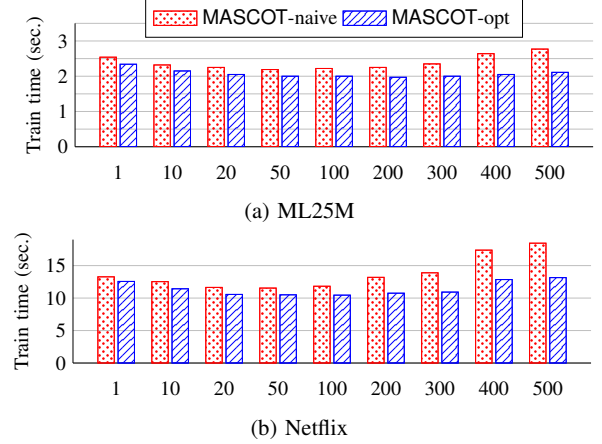 MASCOT-naive MASCOT-opt
Train time (sec.)
3
2
1
0
1 10 20 50 100 200 300 400 500
(a) ML25M
Train time (sec.)
15
10
5
0
1 10 20 50 100 200 300 400 500
(b) Netflix